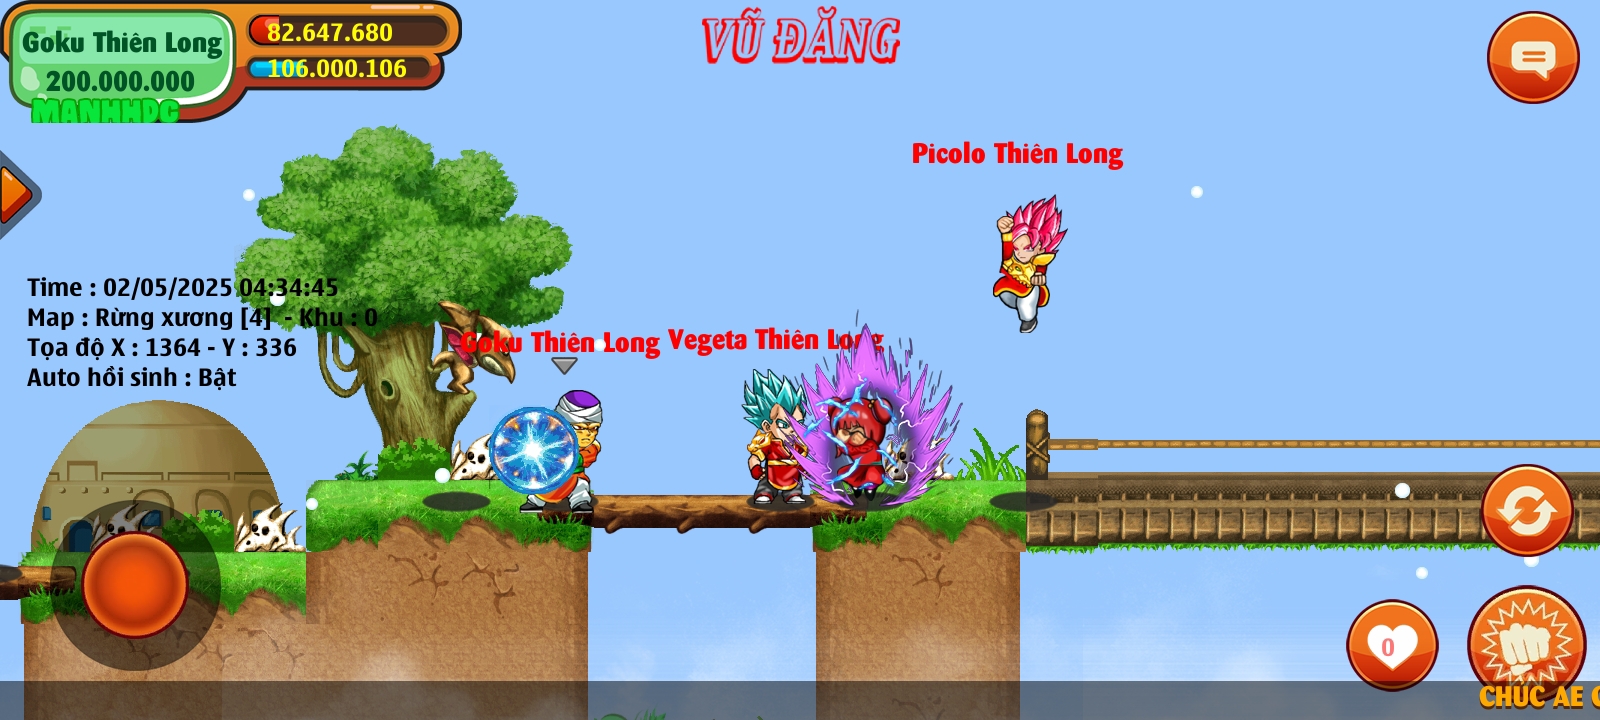 Goku Thiên Long
200.000.000
MANHHDG
82.647.680
106.000.106
VŨ ĐĂNG
Picolo Thiên Long
Time : 02/05/2025 04:34:45
Map : Rừng xương [4] - Khu : 0
Tọa độ X : 1364 - Y : 336
Auto hồi sinh : Bật
Goku Thiên Long
Vegeta Thiên Long
0
CHÚC AE